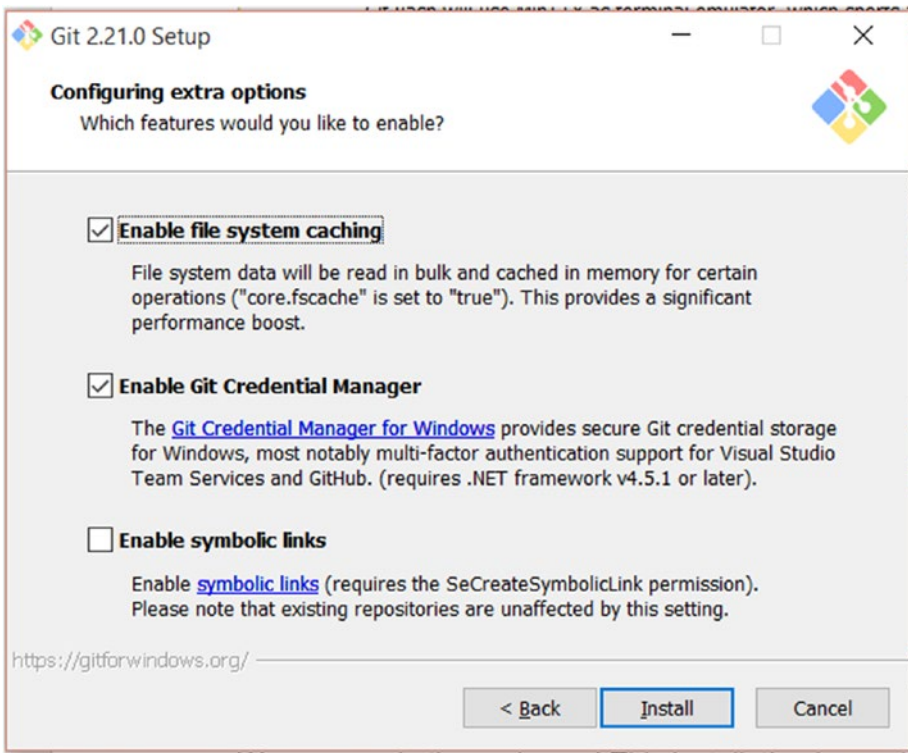 Git 2.21.0 Setup
Configuring extra options
Which features would you like to enable?
Enable file system caching
File system data will be read in bulk and cached in memory for certain
operations ("core.fscache" is set to "true"). This provides a significant
performance boost.
Enable Git Credential Manager
The Git Credential Manager for Windows provides secure Git credential storage
for Windows, most notably multi-factor authentication support for Visual Studio
Team Services and GitHub. (requires .NET framework v4.5.1 or later).
Enable symbolic links
Enable symbolic links (requires the SeCreateSymbolicLink permission).
Please note that existing repositories are unaffected by this setting.
https://gitforwindows.org/
< Back
Install
Cancel